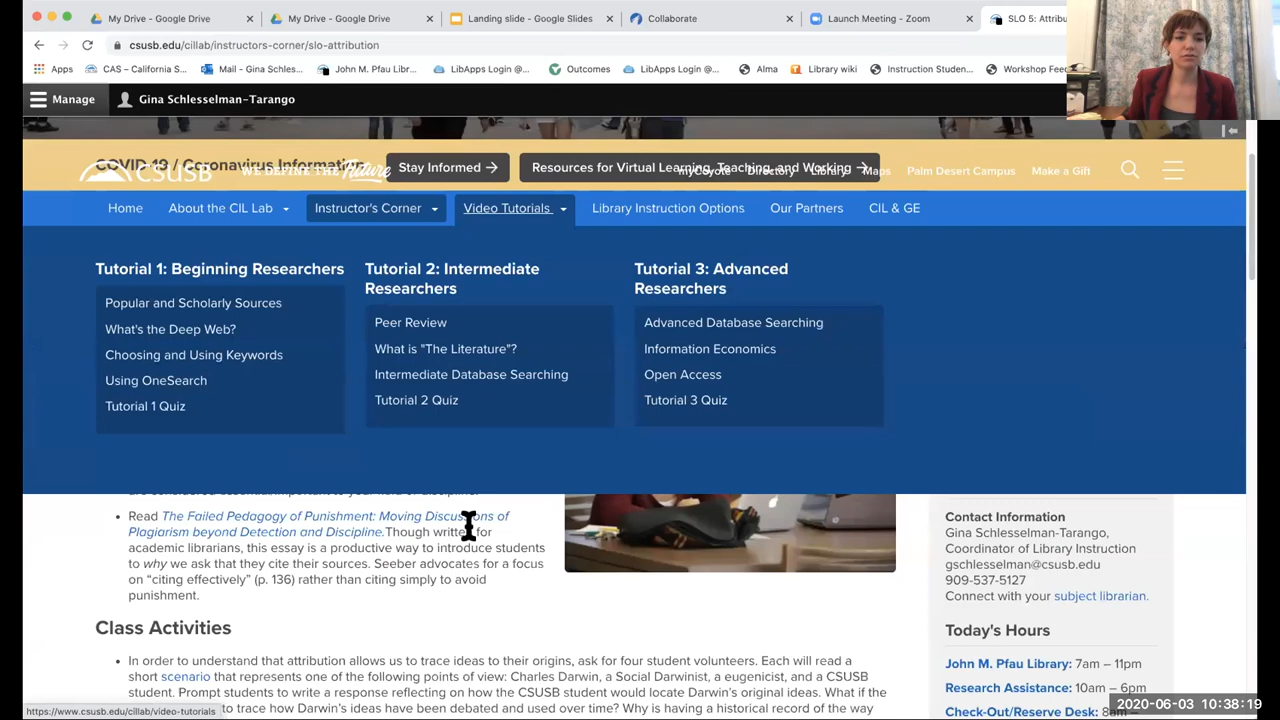 My Drive - Google Drive
My Drive - Google Drive
Landing slide - Google Slides
Collaborate
Launch Meeting - Zoom
SLO 5: Attribu
csusb.edu/cillab/instructors-corner/slo-attribution
Apps
CAS – California S...
Mail - Gina Schles...
John M. Pfau Libr...
LibApps Login @...
Outcomes
LibApps Login @...
Alma
Library wiki
Instruction Studen...
Workshop Feed
Manage
Gina Schlesselman-Tarango
COVID-19 / Coronavirus Information
Stay Informed →
Resources for Virtual Learning, Teaching, and Working →
CSUSB
WE DEFINE THE Future
myCoyote
Directory
Library
Maps
Palm Desert Campus
Make a Gift
Home
About the CIL Lab
Instructor's Corner
Video Tutorials
Library Instruction Options
Our Partners
CIL & GE
Tutorial 1: Beginning Researchers
Popular and Scholarly Sources
What's the Deep Web?
Choosing and Using Keywords
Using OneSearch
Tutorial 1 Quiz
Tutorial 2: Intermediate
Researchers
Peer Review
What is "The Literature"?
Intermediate Database Searching
Tutorial 2 Quiz
Tutorial 3: Advanced
Researchers
Advanced Database Searching
Information Economics
Open Access
Tutorial 3 Quiz
• Read The Failed Pedagogy of Punishment: Moving Discussions of
Plagiarism beyond Detection and Discipline. Though written for
academic librarians, this essay is a productive way to introduce students
to why we ask that they cite their sources. Seeber advocates for a focus
on “citing effectively” (p. 136) rather than citing simply to avoid
punishment.
Class Activities
• In order to understand that attribution allows us to trace ideas to their origins, ask for four student volunteers. Each will read a
short scenario that represents one of the following points of view: Charles Darwin, a Social Darwinist, a eugenicist, and a CSUSB
student. Prompt students to write a response reflecting on how the CSUSB student would locate Darwin's original ideas. What if the
to trace how Darwin's ideas have been debated and used over time? Why is having a historical record of the
Contact Information
Gina Schlesselman-Tarango,
Coordinator of Library Instruction
gschlesselman@csusb.edu
909-537-5127
Connect with your subject librarian.
Today's Hours
John M. Pfau Library: 7am – 11pm
Research Assistance: 10am – 6pm
Check-Out/Reserve Desk: 8am –
https://www.csusb.edu/cillab/video-tutorials
2020-06-03 10:38:19